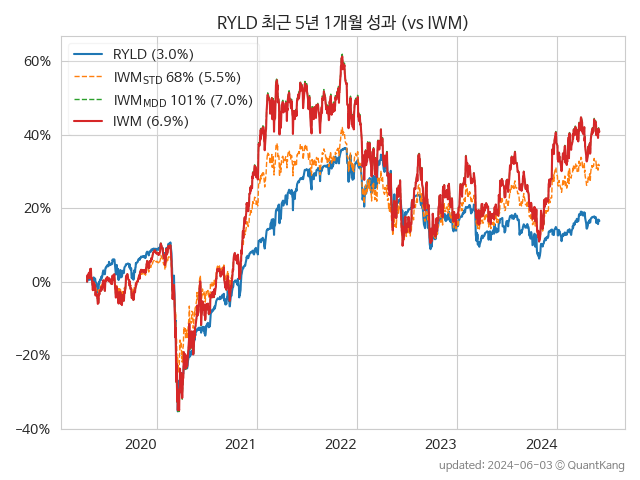 RYLD 최근 5년 1개월 성과 (vs IWM)
RYLD (3.0%)
IWM_STD 68% (5.5%)
IWM_MDD 101% (7.0%)
IWM (6.9%)
60%
40%
20%
0%
−20%
−40%
2020
2021
2022
2023
2024
updated: 2024-06-03 ⓒ QuantKang